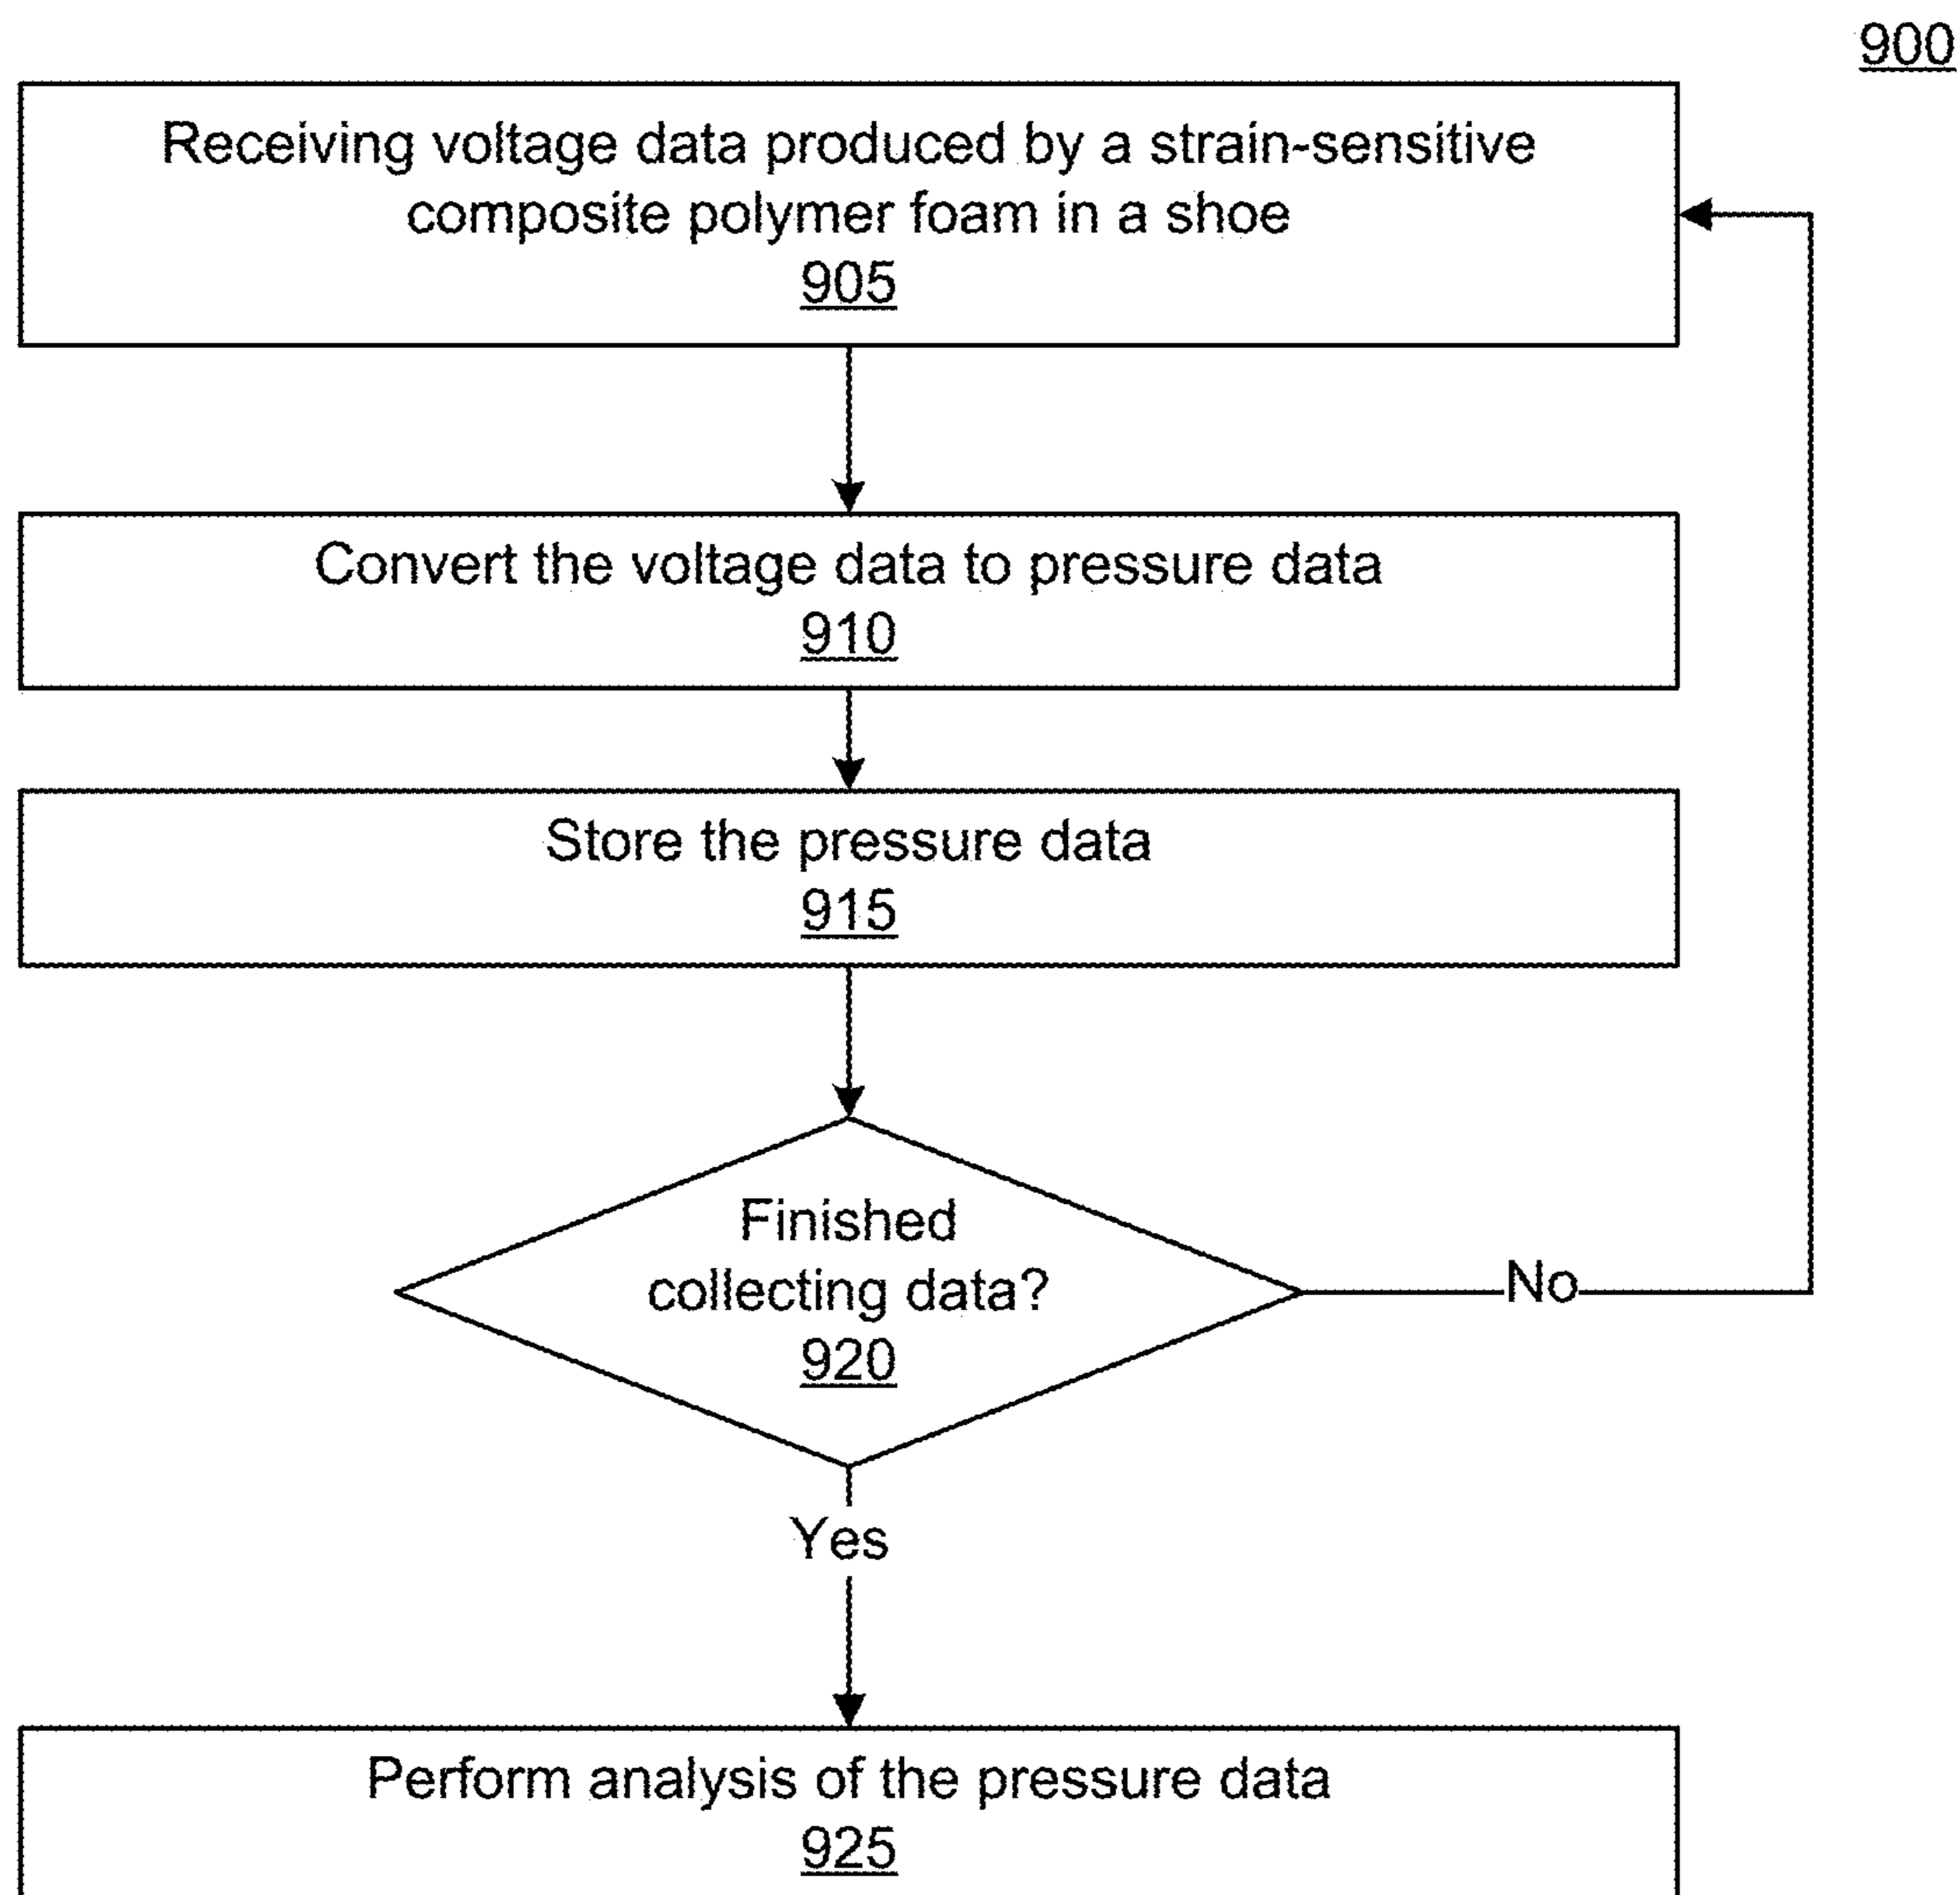 900
Receiving voltage data produced by a strain-sensitive
composite polymer foam in a shoe
905
Convert the voltage data to pressure data
910
Store the pressure data
915
Finished
collecting data?
920
No
Yes
Perform analysis of the pressure data
925